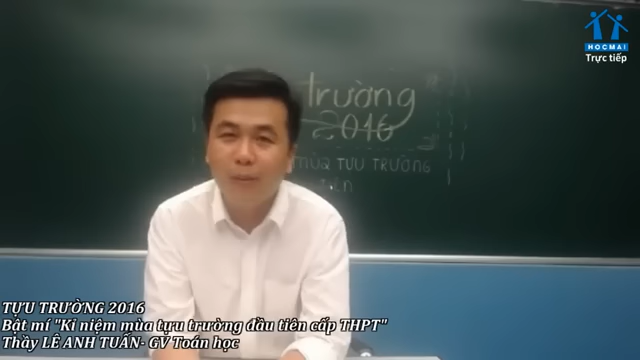 HOCMAI
Trực tiếp
trường
2016
MÙA TỰU TRƯỜNG
TỰU TRƯỜNG 2016
Bật mí "Kỉ niệm mùa tựu trường đầu tiên cấp THPT"
Thầy LÊ ANH TUẤN- GV Toán học